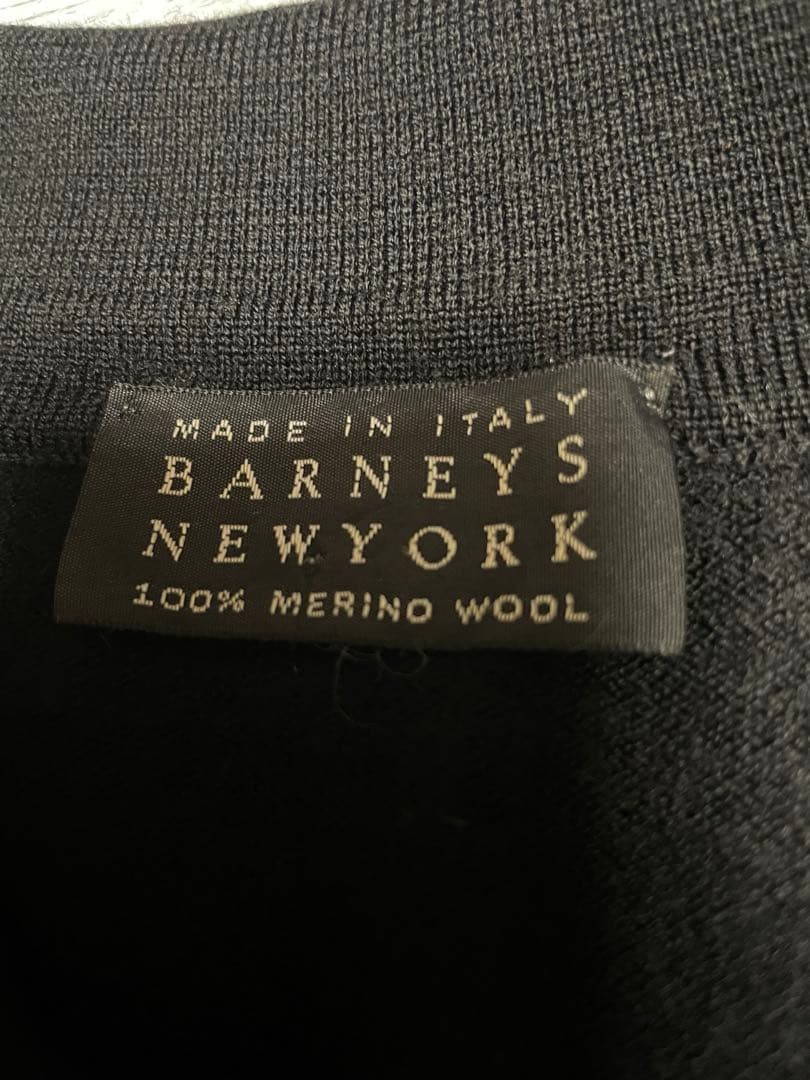 MADE IN ITALY
BARNEYS
NEWYORK
100% MERINO WOOL